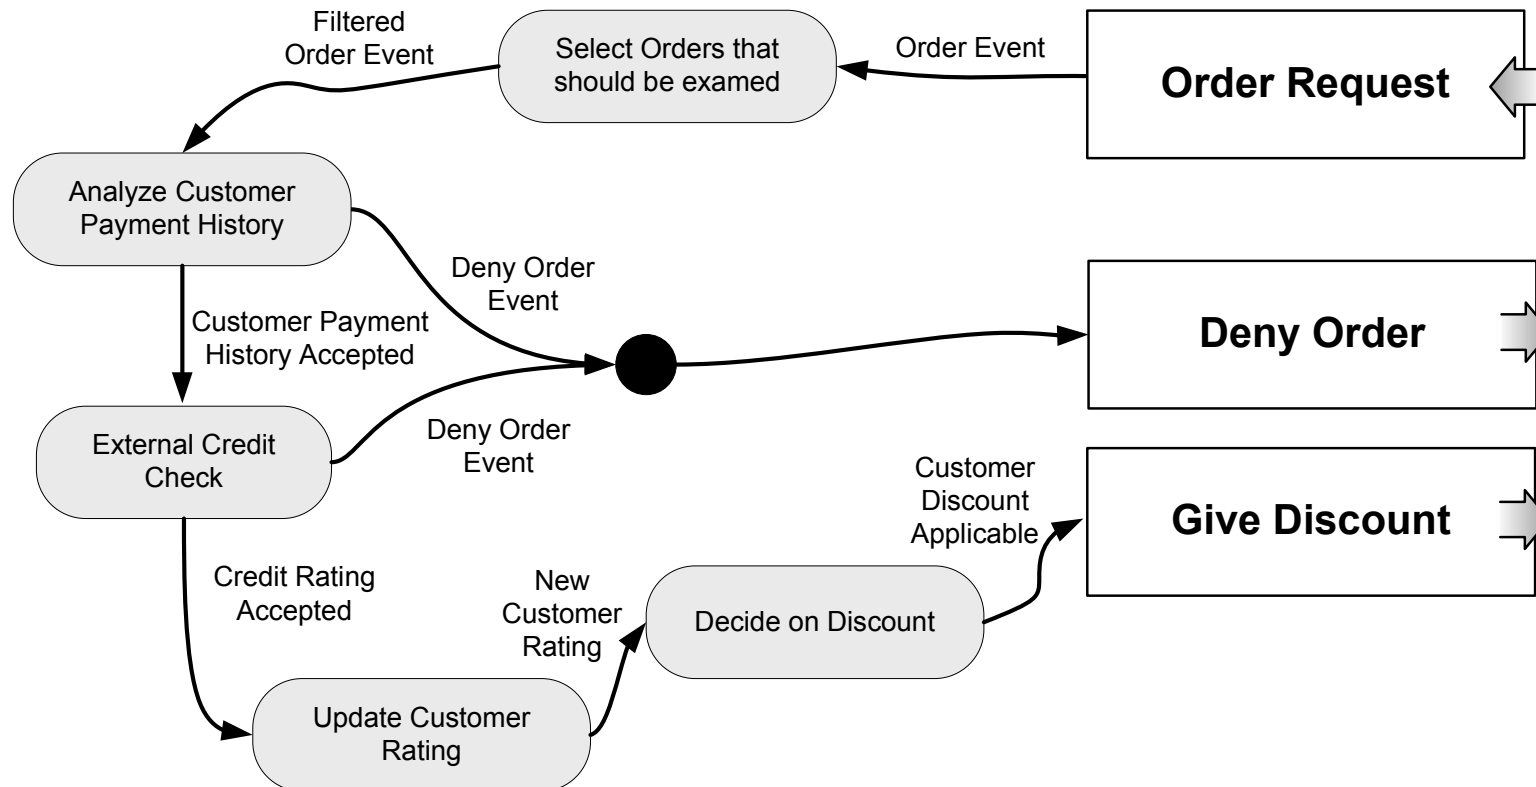 Filtered
Order Event
Select Orders that
should be examed
Order Event
Order Request
Analyze Customer
Payment History
Deny Order
Event
Customer Payment
History Accepted
Deny Order
External Credit
Check
Deny Order
Event
Customer
Discount
Applicable
Give Discount
Credit Rating
Accepted
New
Customer
Rating
Decide on Discount
Update Customer
Rating